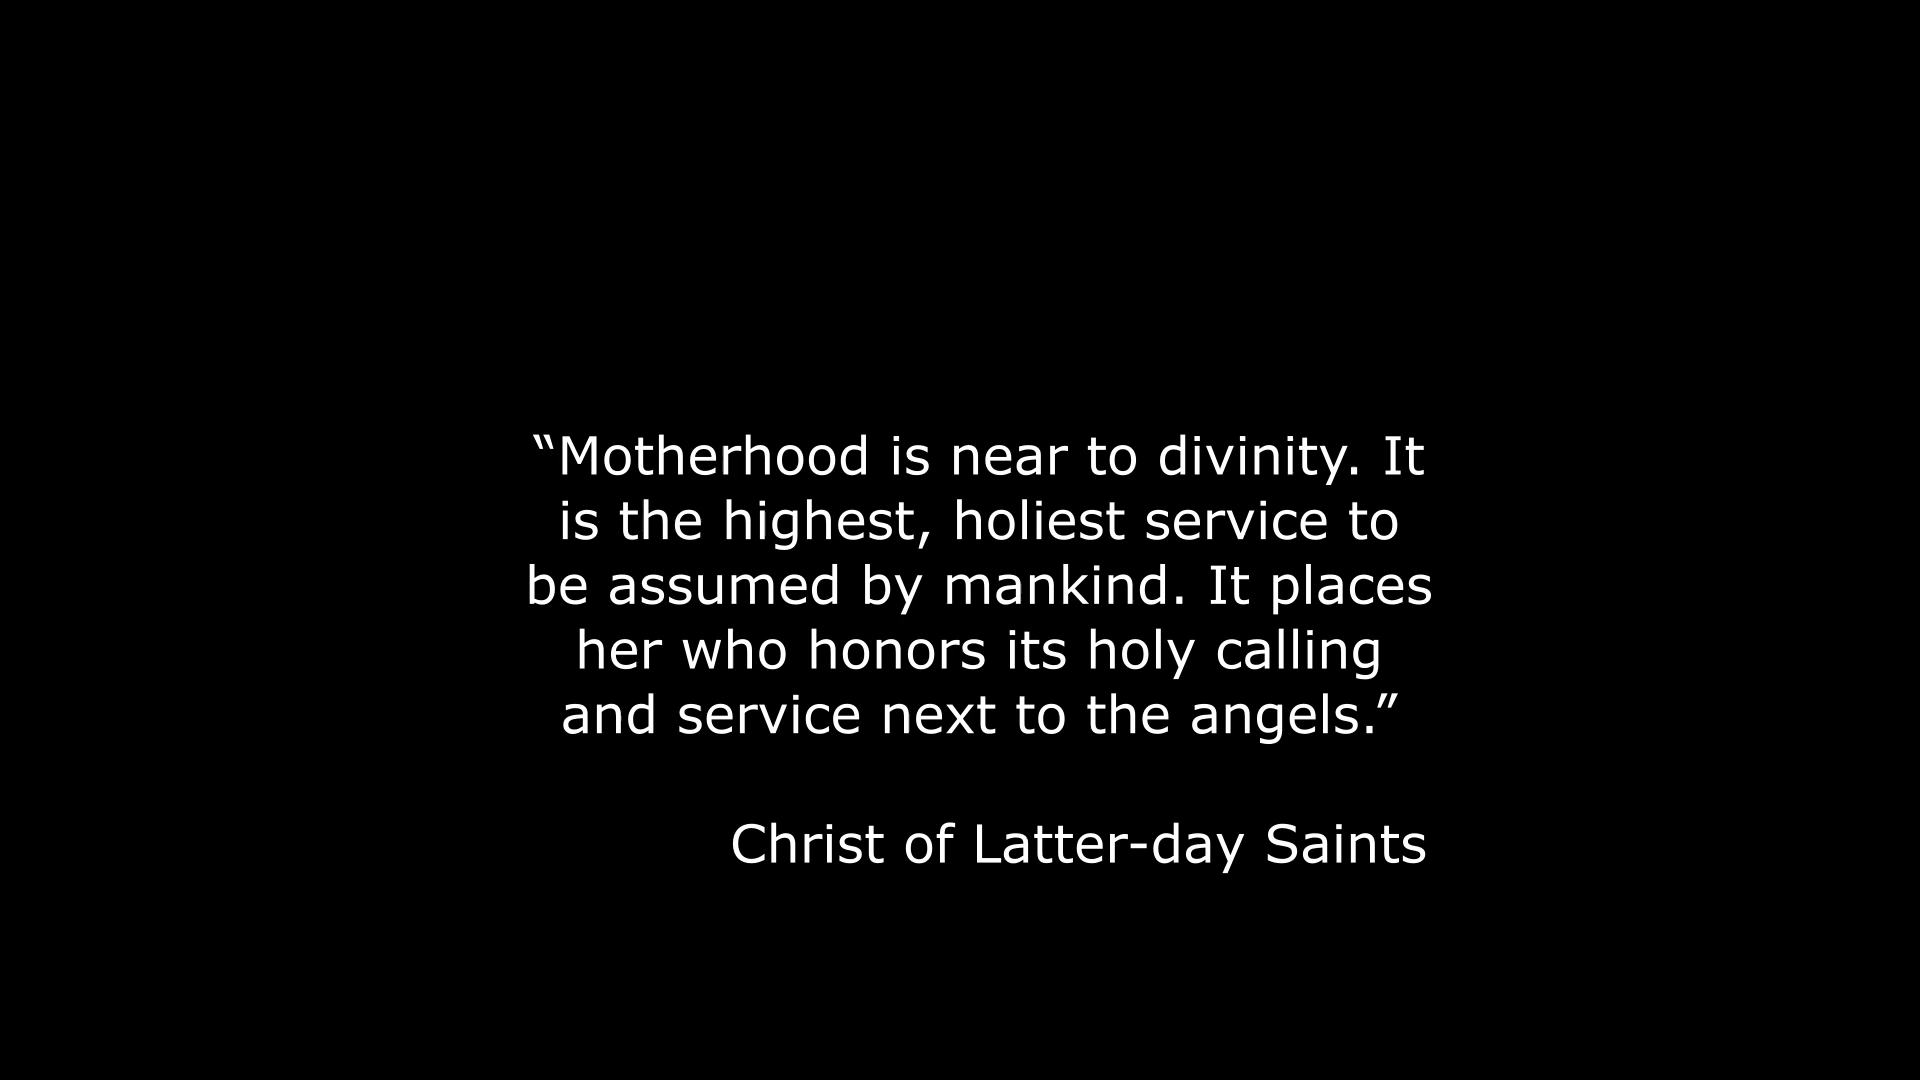 “Motherhood is near to divinity. It
is the highest, holiest service to
be assumed by mankind. It places
her who honors its holy calling
and service next to the angels.”
Christ of Latter-day Saints